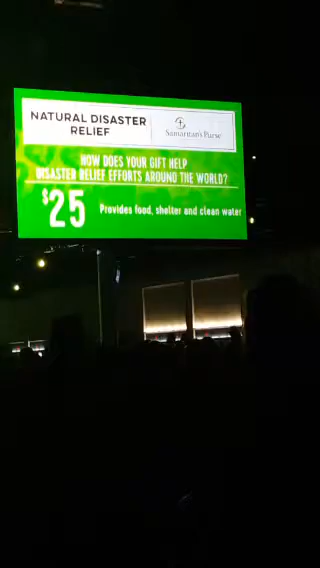 NATURAL DISASTER
RELIEF
Samaritan's Purse
HOW DOES YOUR GIFT HELP
DISASTER RELIEF EFFORTS AROUND THE WORLD?
$25 Provides food, shelter and clean water